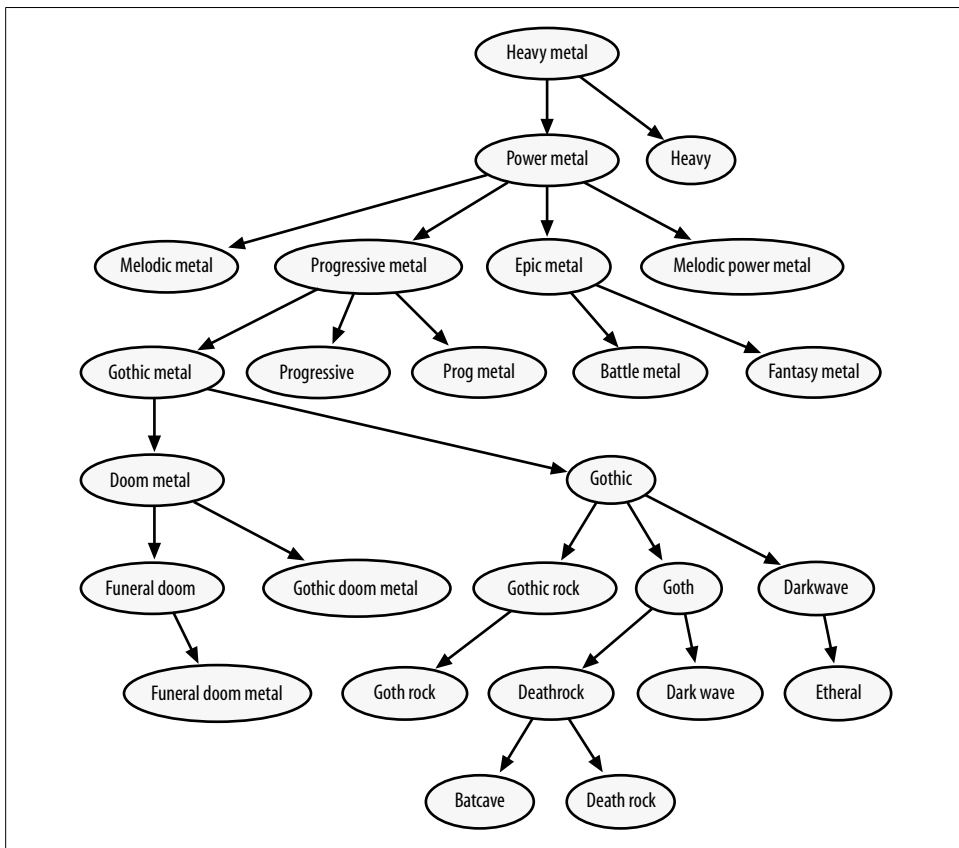 Heavy metal
Power metal
Heavy
Melodic metal
Progressive metal
Epic metal
Melodic power metal
Gothic metal
Progressive
Prog metal
Battle metal
Fantasy metal
Doom metal
Gothic
Funeral doom
Gothic doom metal
Gothic rock
Goth
Darkwave
Funeral doom metal
Goth rock
Deathrock
Dark wave
Etheral
Batcave
Death rock